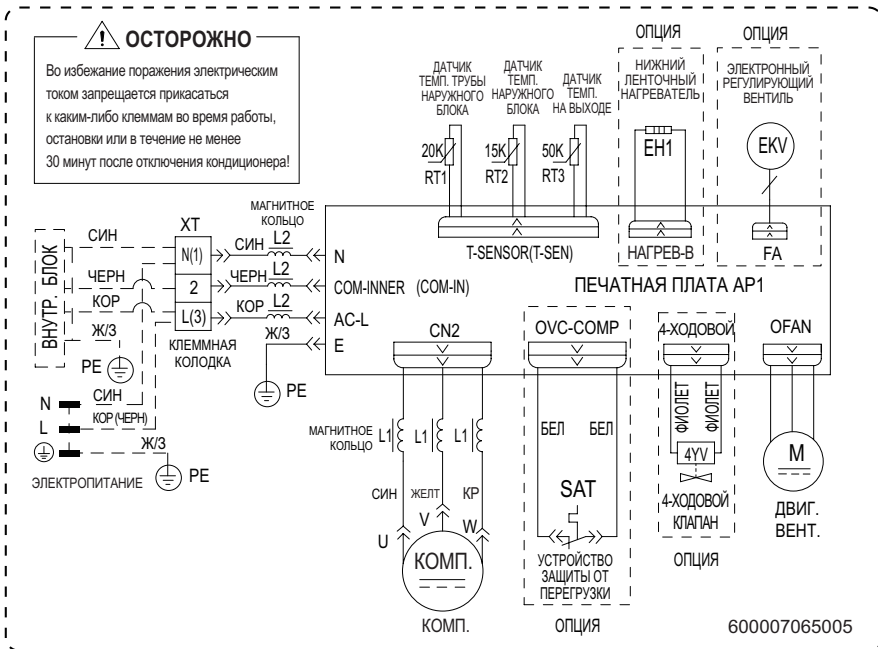 ОСТОРОЖНО
Во избежание поражения электрическим
током запрещается прикасаться
к каким-либо клеммам во время работы,
остановки или в течение не менее
30 минут после отключения кондиционера!
ДАТЧИК
ТЕМП. ТРУБЫ
НАРУЖНОГО
БЛОКА
ДАТЧИК
ТЕМП.
НАРУЖНОГО
БЛОКА
ДАТЧИК
ТЕМП.
НА ВЫХОДЕ
ОПЦИЯ
НИЖНИЙ
ЛЕНТОЧНЫЙ
НАГРЕВАТЕЛЬ
ОПЦИЯ
ЭЛЕКТРОННЫЙ
РЕГУЛИРУЮЩИЙ
ВЕНТИЛЬ
20K
RT1
15K
RT2
50K
RT3
EH1
EKV
T-SENSOR(T-SEN)
НАГРЕВ-В
FA
ПЕЧАТНАЯ ПЛАТА AP1
МАГНИТНОЕ
КОЛЬЦО
XT
ВНУТР. БЛОК
СИН
N(1)
СИН
L2
N
ЧЕРН
2
ЧЕРН
L2
COM-INNER (COM-IN)
КОР
L(3)
КОР
L2
AC-L
Ж/З
PE
КЛЕММНАЯ
КОЛОДКА
Ж/З
E
PE
N
СИН
L
КОР (ЧЕРН)
Ж/З
PE
ЭЛЕКТРОПИТАНИЕ
CN2
OVC-COMP
4-ХОДОВОЙ
OFAN
МАГНИТНОЕ
КОЛЬЦО
L1
L1
L1
СИН
ЖЕЛТ
КР
U
V
W
КОМП.
КОМП.
БЕЛ
БЕЛ
SAT
УСТРОЙСТВО
ЗАЩИТЫ ОТ
ПЕРЕГРУЗКИ
ОПЦИЯ
ФИОЛЕТ
ФИОЛЕТ
4YV
4-ХОДОВОЙ
КЛАПАН
ОПЦИЯ
M
ДВИГ.
ВЕНТ.
600007065005